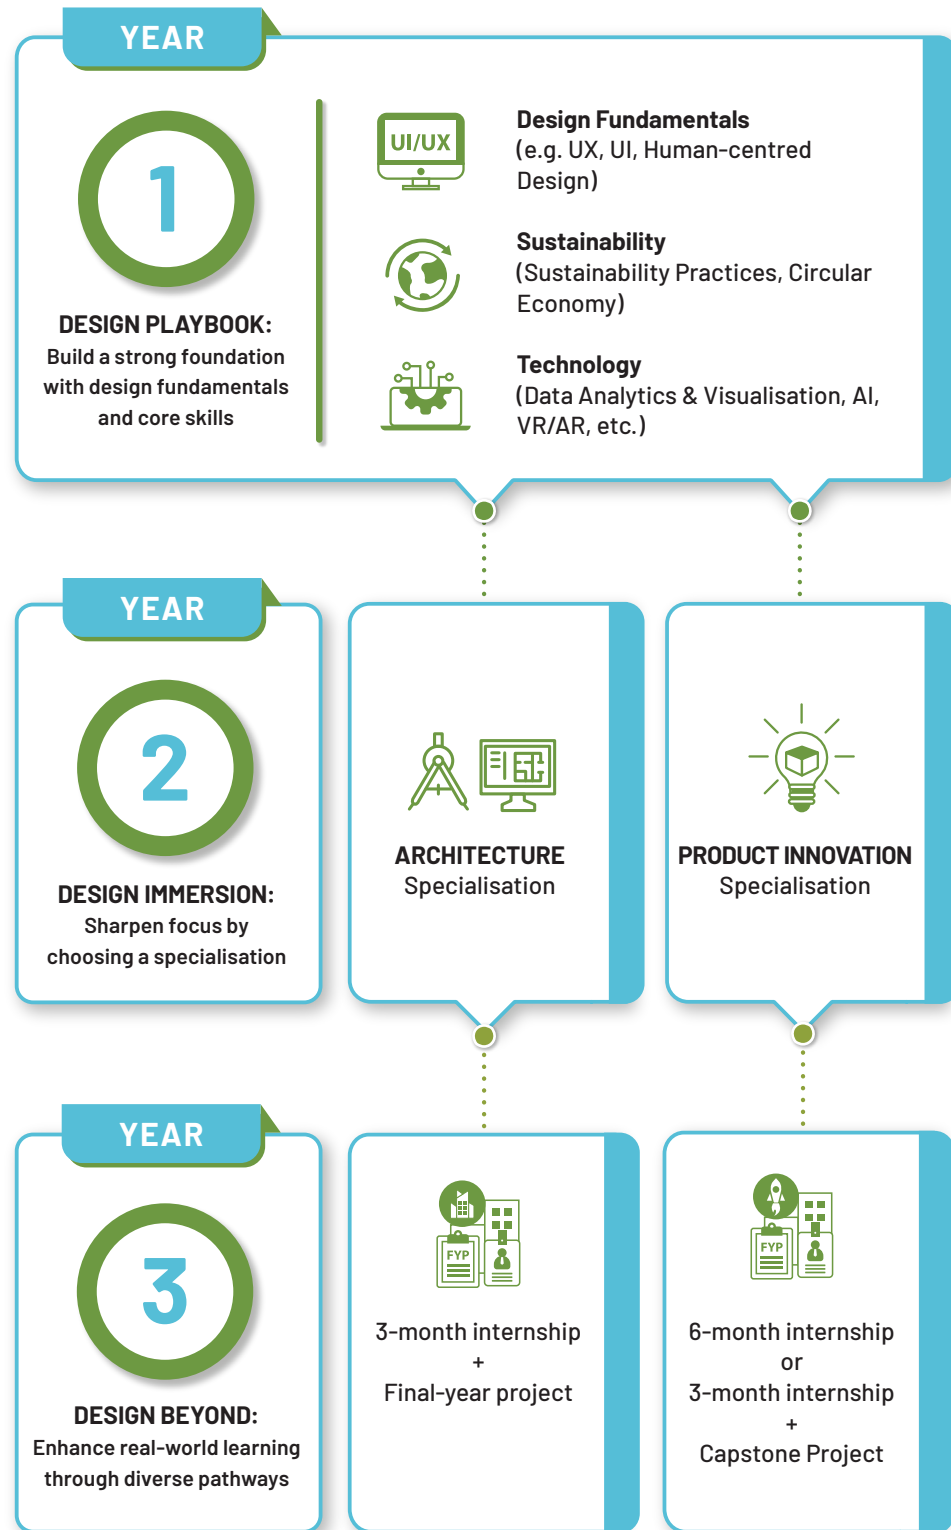 YEAR
1
DESIGN PLAYBOOK:
Build a strong foundation
with design fundamentals
and core skills
UI/UX
Design Fundamentals
(e.g. UX, UI, Human-centred
Design)
Sustainability
(Sustainability Practices, Circular
Economy)
Technology
(Data Analytics & Visualisation, AI,
VR/AR, etc.)
YEAR
2
DESIGN IMMERSION:
Sharpen focus by
choosing a specialisation
ARCHITECTURE
Specialisation
PRODUCT INNOVATION
Specialisation
YEAR
3
DESIGN BEYOND:
Enhance real-world learning
through diverse pathways
FYP
3-month internship
+
Final-year project
FYP
6-month internship
or
3-month internship
+
Capstone Project